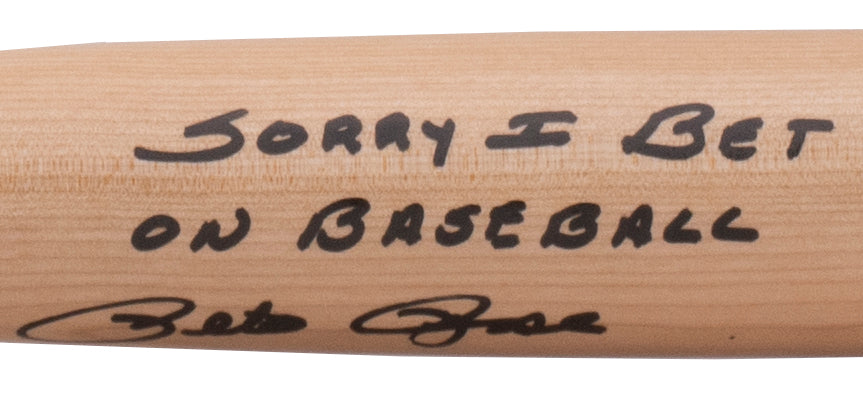 SORRY I BET
ON BASEBALL
Pete Rose